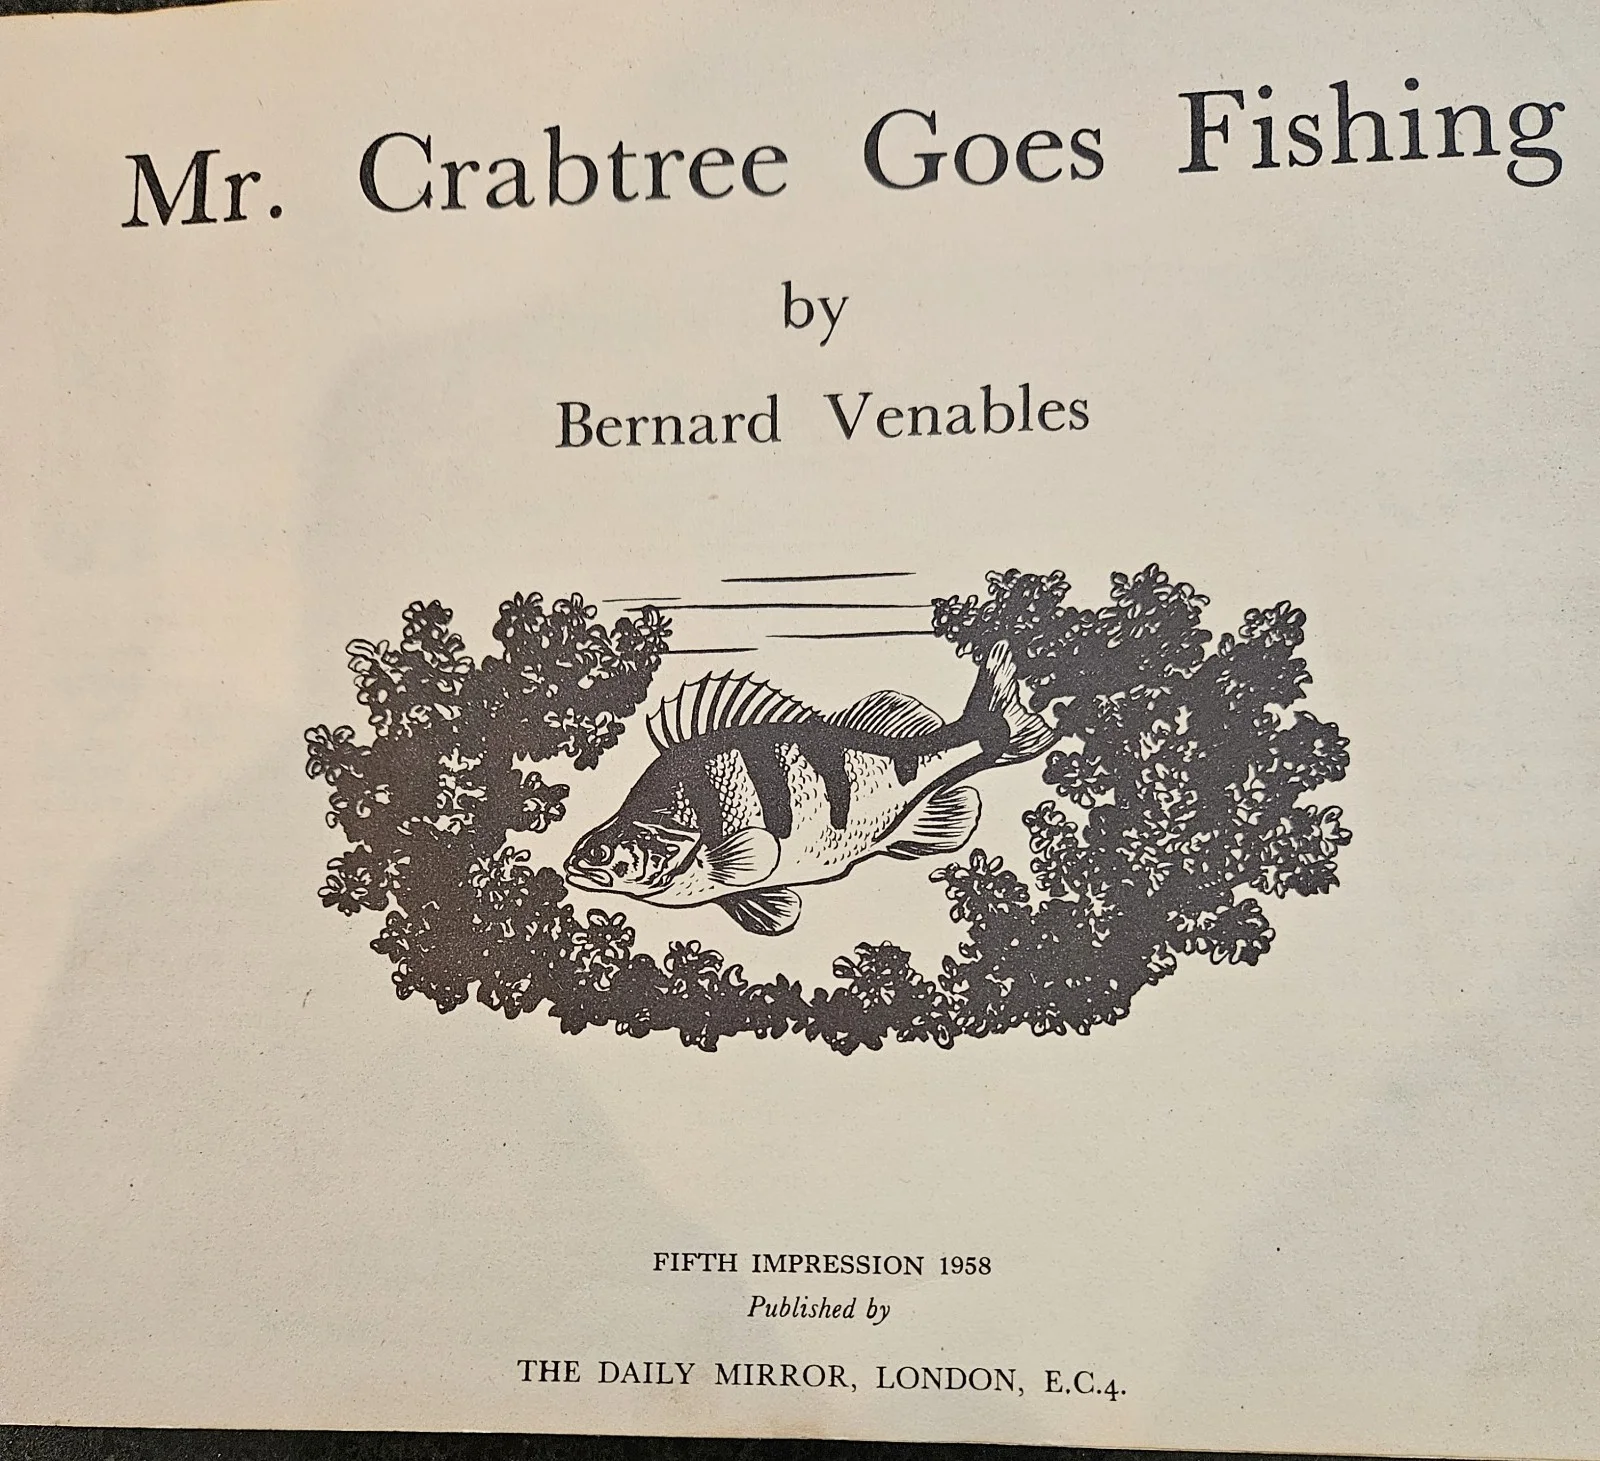 Mr. Crabtree Goes Fishing
by
Bernard Venables
FIFTH IMPRESSION 1958
Published by
THE DAILY MIRROR, LONDON, E.C.4.